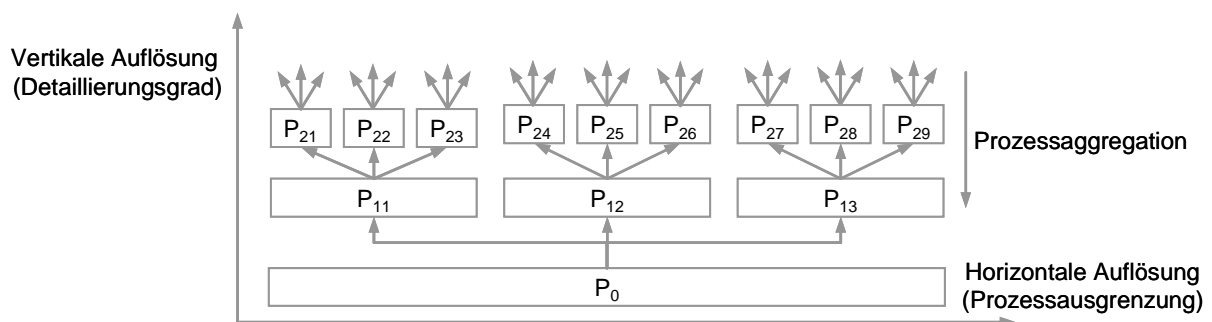 Vertikale Auflösung
(Detaillierungsgrad)
P21 P22 P23 P24 P25 P26 P27 P28 P29
Prozessaggregation
P11 P12 P13
P0
Horizontale Auflösung
(Prozessausgrenzung)